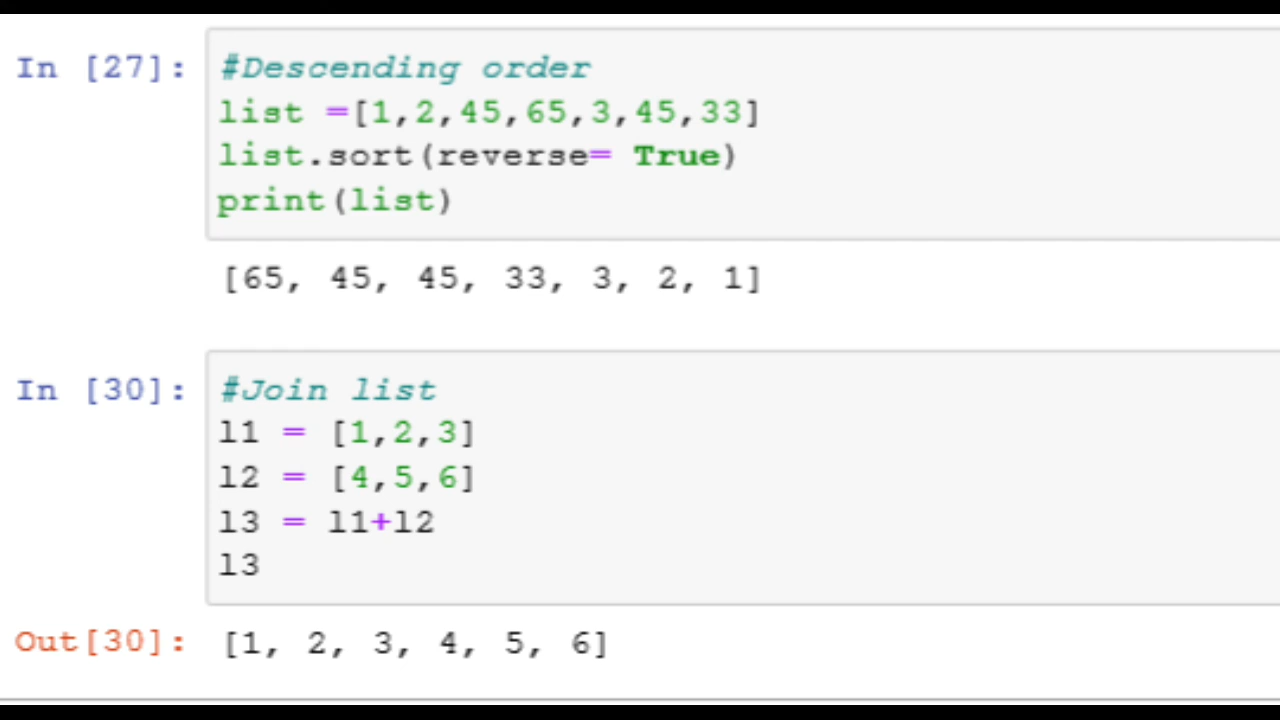 In [27]:
#Descending order
list =[1,2,45,65,3,45,33]
list.sort(reverse= True)
print(list)
[65, 45, 45, 33, 3, 2, 1]
In [30]:
#Join list
l1 = [1,2,3]
l2 = [4,5,6]
l3 = l1+l2
l3
Out[30]:
[1, 2, 3, 4, 5, 6]